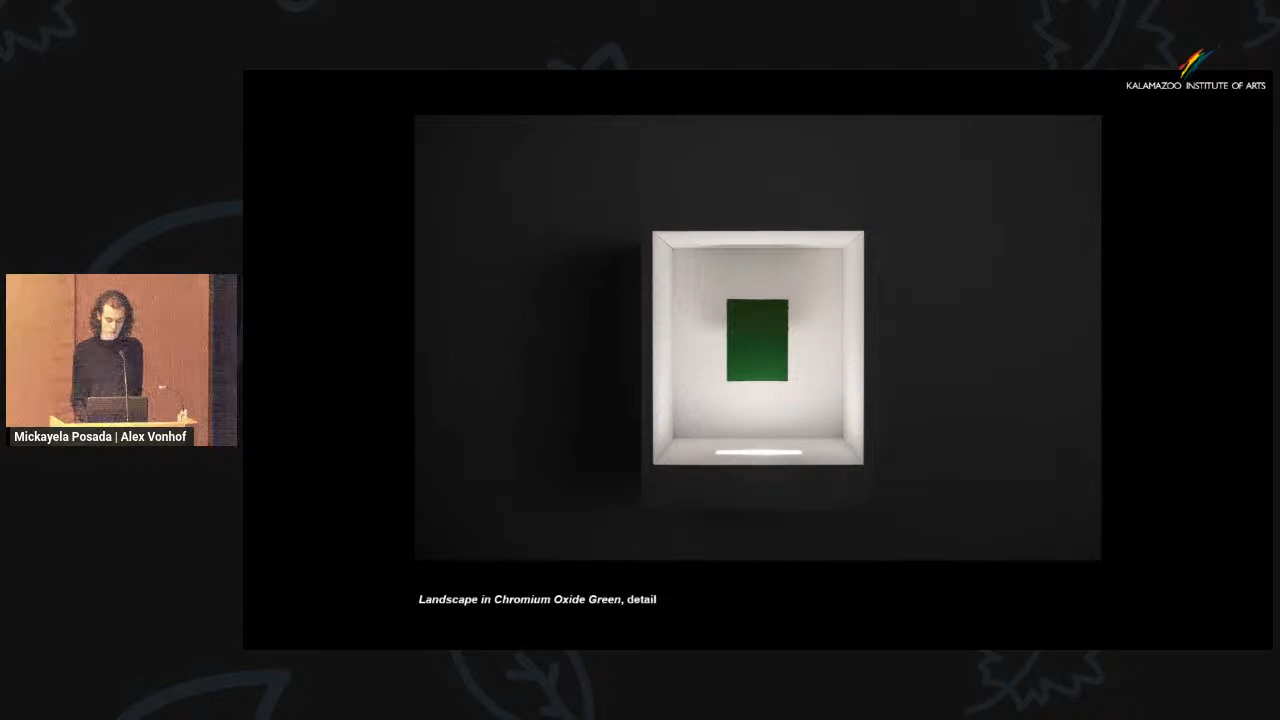 KALAMAZOO INSTITUTE OF ARTS
Mickayela Posada | Alex Vonhof
Landscape in Chromium Oxide Green, detail